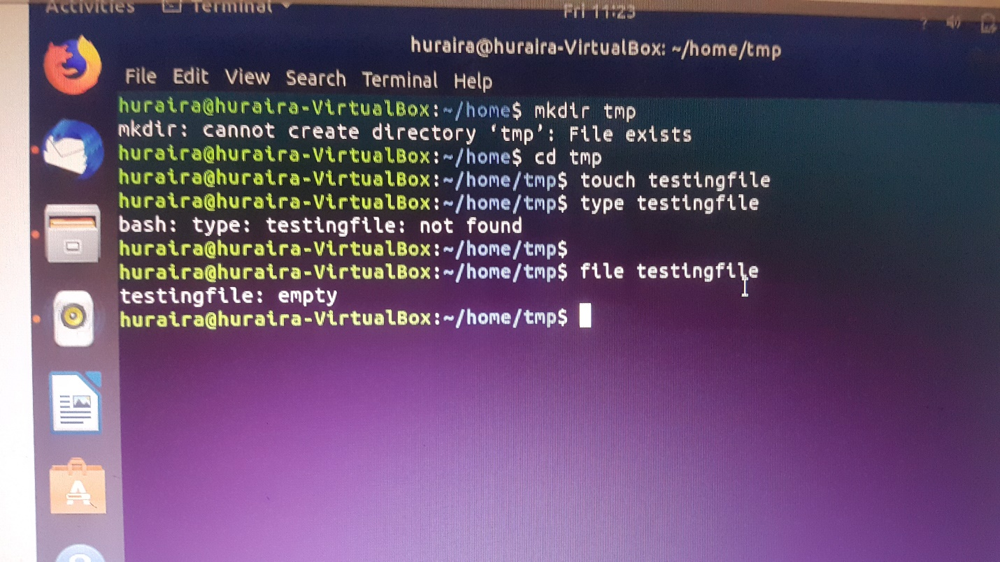 Activities Terminal Fri 11:23
huraira@huraira-VirtualBox: ~/home/tmp
File Edit View Search Terminal Help
huraira@huraira-VirtualBox:~/home$ mkdir tmp
mkdir: cannot create directory ‘tmp’: File exists
huraira@huraira-VirtualBox:~/home$ cd tmp
huraira@huraira-VirtualBox:~/home/tmp$ touch testingfile
huraira@huraira-VirtualBox:~/home/tmp$ type testingfile
bash: type: testingfile: not found
huraira@huraira-VirtualBox:~/home/tmp$
huraira@huraira-VirtualBox:~/home/tmp$ file testingfile
testingfile: empty
huraira@huraira-VirtualBox:~/home/tmp$